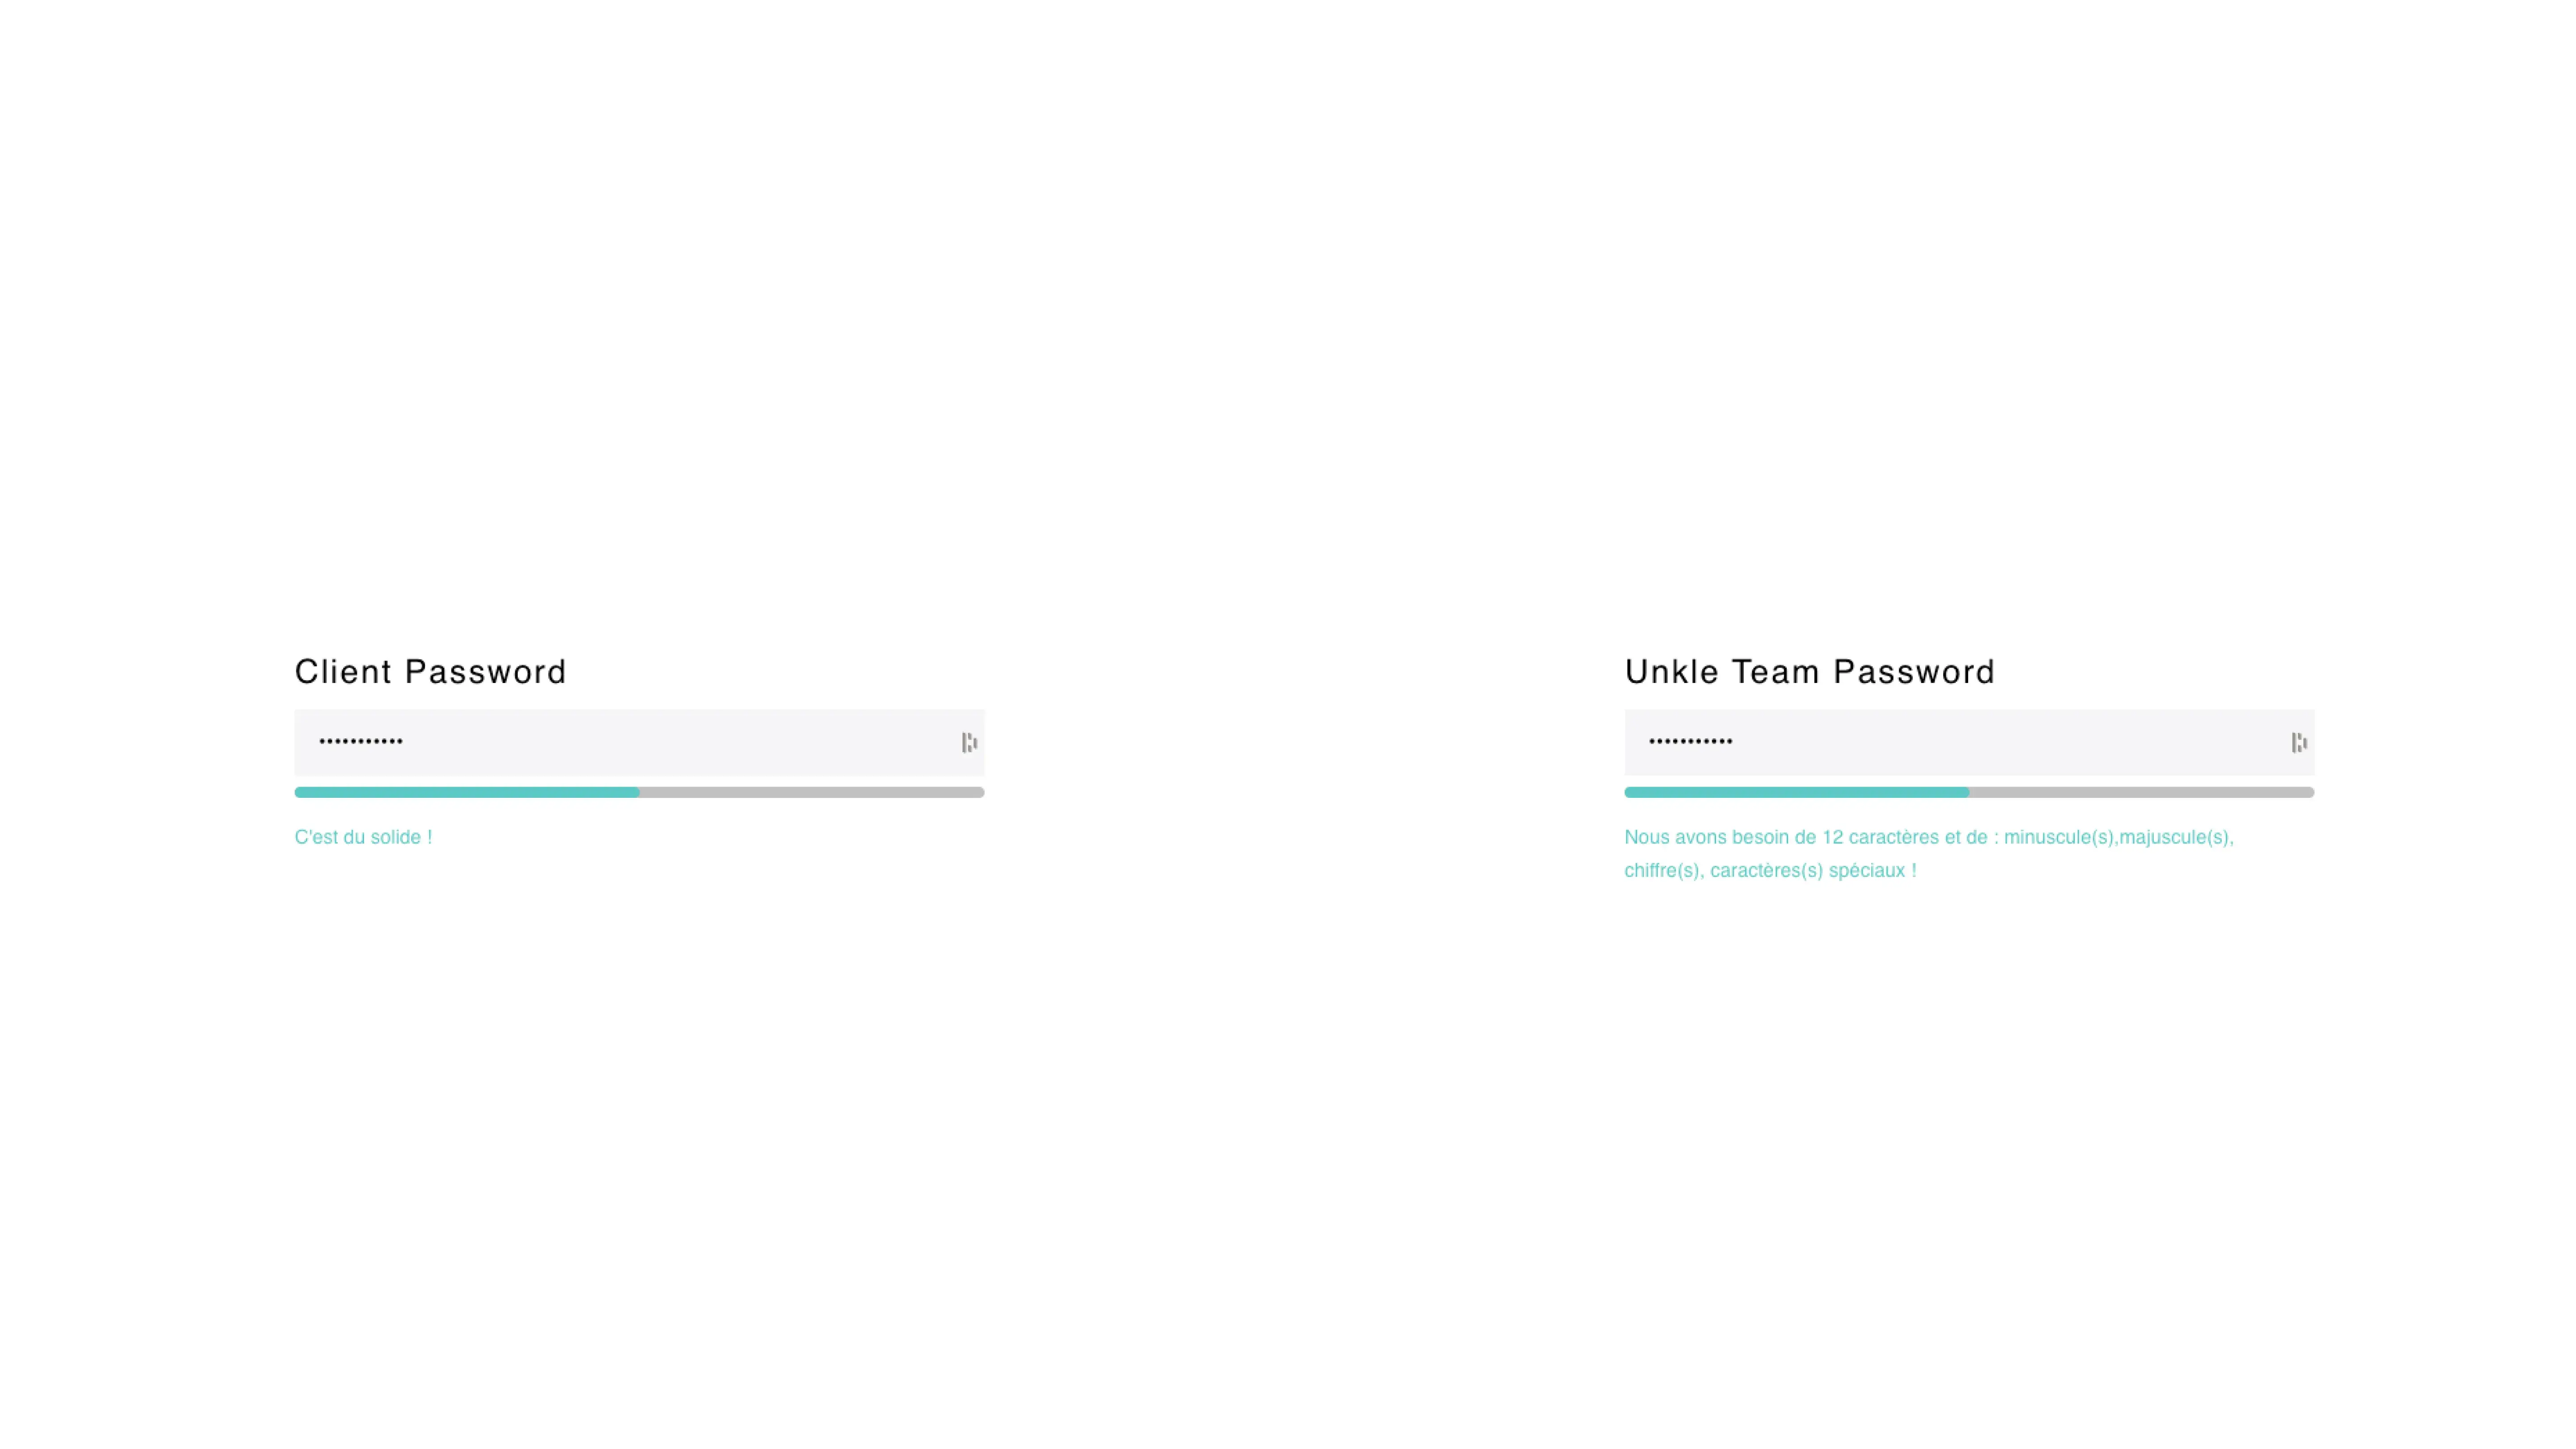 Client Password
•••••••••••
C'est du solide !
Unkle Team Password
•••••••••••
Nous avons besoin de 12 caractères et de : minuscule(s),majuscule(s),
chiffre(s), caractères(s) spéciaux !